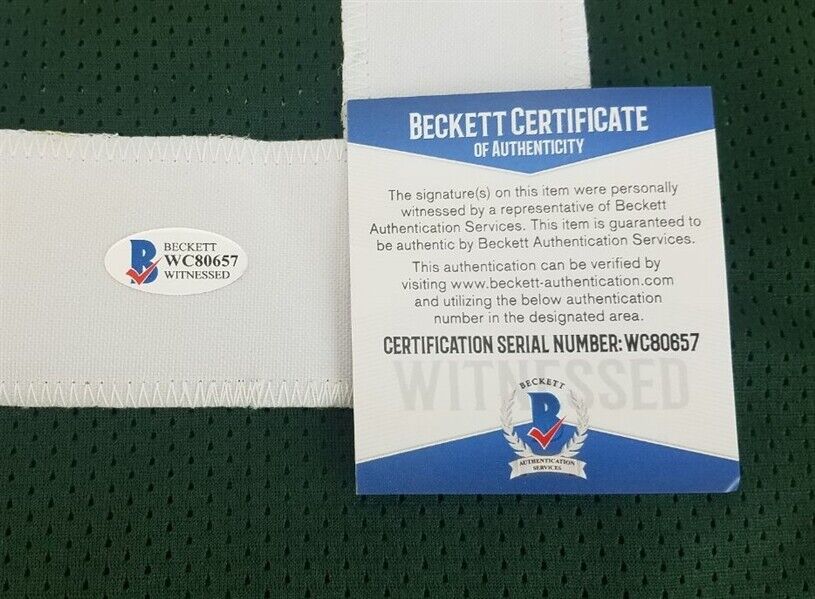 BECKETT CERTIFICATE
OF AUTHENTICITY
The signature(s) on this item were personally
witnessed by a representative of Beckett
Authentication Services. This item is guaranteed to
be authentic by Beckett Authentication Services.
This authentication can be verified by
visiting www.beckett-authentication.com
and utilizing the below authentication
number in the designated area.
CERTIFICATION SERIAL NUMBER: WC80657
WITNESSED
BECKETT
B
AUTHENTICATION
SERVICES
B
BECKETT
WC80657
WITNESSED